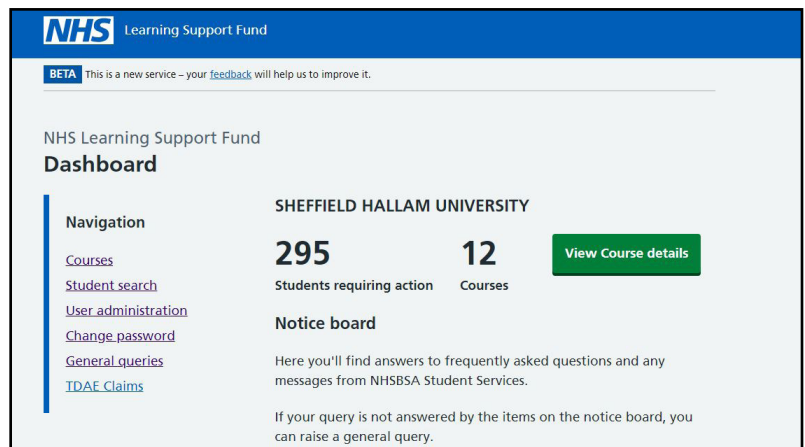 NHS Learning Support Fund
BETA This is a new service – your feedback will help us to improve it.
NHS Learning Support Fund
Dashboard
Navigation
Courses
Student search
User administration
Change password
General queries
TDAE Claims
SHEFFIELD HALLAM UNIVERSITY
295 12 View Course details
Students requiring action Courses
Notice board
Here you'll find answers to frequently asked questions and any
messages from NHSBSA Student Services.
If your query is not answered by the items on the notice board, you
can raise a general query.